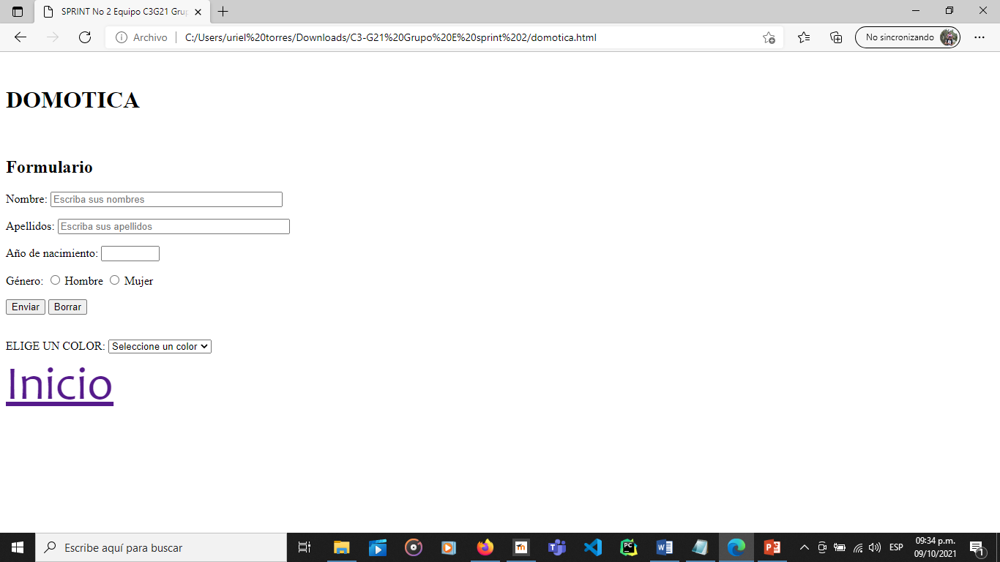 SPRINT No 2 Equipo C3G21 Gru
Archivo C:/Users/uriel%20torres/Downloads/C3-G21%20Grupo%20E%20sprint%202/domotica.html No sincronizando
DOMOTICA
Formulario
Nombre: Escriba sus nombres
Apellidos: Escriba sus apellidos
Año de nacimiento:
Género: Hombre Mujer
Enviar Borrar
ELIGE UN COLOR: Seleccione un color
Inicio
Escribe aquí para buscar
ESP
09:34 p.m.
09/10/2021
1